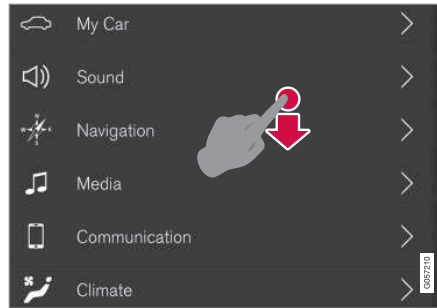 My Car
Sound
Navigation
Media
Communication
Climate
G057210